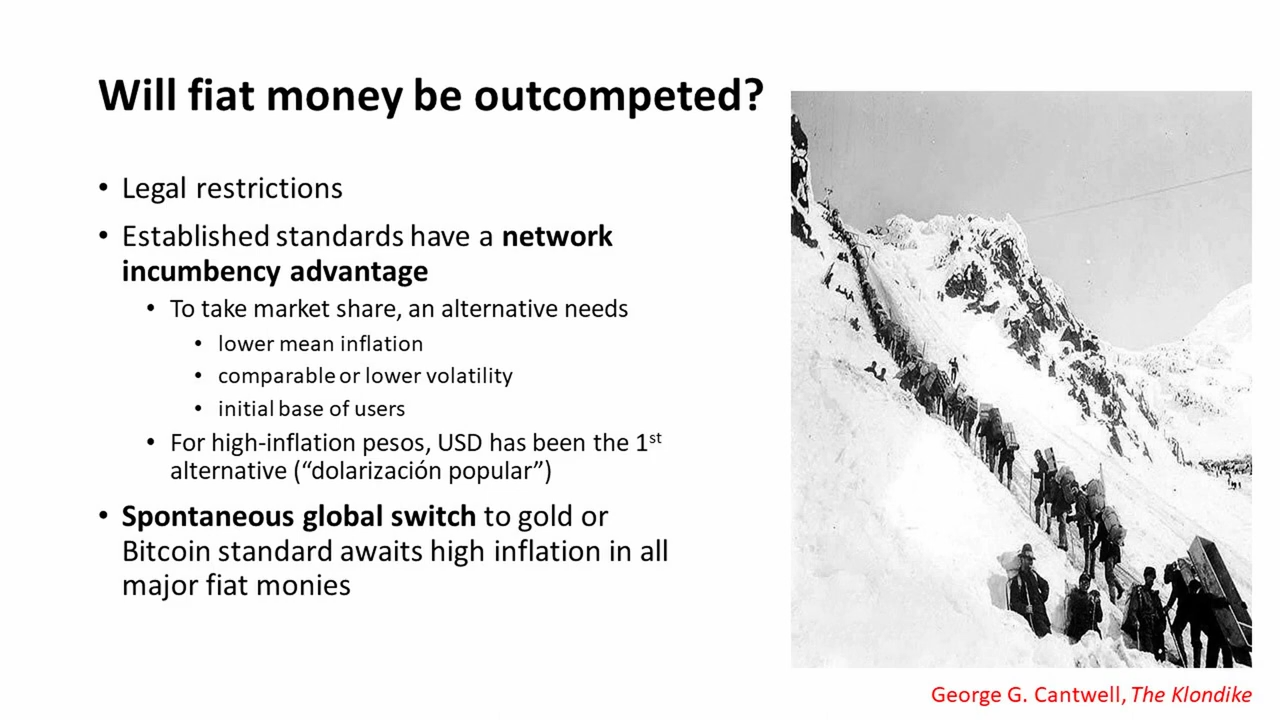 Will fiat money be outcompeted?
• Legal restrictions
• Established standards have a network
incumbency advantage
• To take market share, an alternative needs
• lower mean inflation
• comparable or lower volatility
• initial base of users
• For high-inflation pesos, USD has been the 1st
alternative (“dolarización popular”)
• Spontaneous global switch to gold or
Bitcoin standard awaits high inflation in all
major fiat monies
George G. Cantwell, The Klondike